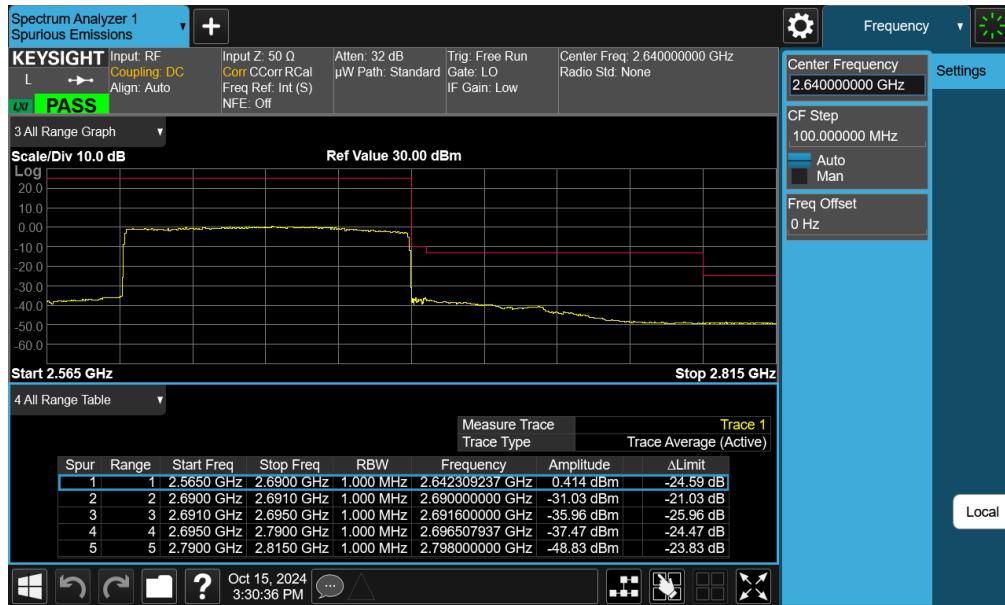 Spectrum Analyzer 1
Spurious Emissions
Frequency
KEYSIGHT Input: RF Input Z: 50 Ω Atten: 32 dB Trig: Free Run Center Freq: 2.640000000 GHz
L Coupling: DC Corr CCorr RCal µW Path: Standard Gate: LO Radio Std: None
Align: Auto Freq Ref: Int (S) IF Gain: Low
LXI PASS NFE: Off
Center Frequency
2.640000000 GHz
Settings
CF Step
100.000000 MHz
Auto
Man
Freq Offset
0 Hz
Local
3 All Range Graph
Scale/Div 10.0 dB Ref Value 30.00 dBm
Log
20.0
10.0
0.00
-10.0
-20.0
-30.0
-40.0
-50.0
-60.0
Start 2.565 GHz Stop 2.815 GHz
4 All Range Table
Measure Trace Trace 1
Trace Type Trace Average (Active)
Spur Range Start Freq Stop Freq RBW Frequency Amplitude ΔLimit
1 1 2.5650 GHz 2.6900 GHz 1.000 MHz 2.642309237 GHz 0.414 dBm -24.59 dB
2 2 2.6900 GHz 2.6910 GHz 1.000 MHz 2.690000000 GHz -31.03 dBm -21.03 dB
3 3 2.6910 GHz 2.6950 GHz 1.000 MHz 2.691600000 GHz -35.96 dBm -25.96 dB
4 4 2.6950 GHz 2.7900 GHz 1.000 MHz 2.696507937 GHz -37.47 dBm -24.47 dB
5 5 2.7900 GHz 2.8150 GHz 1.000 MHz 2.798000000 GHz -48.83 dBm -23.83 dB
Oct 15, 2024
3:30:36 PM